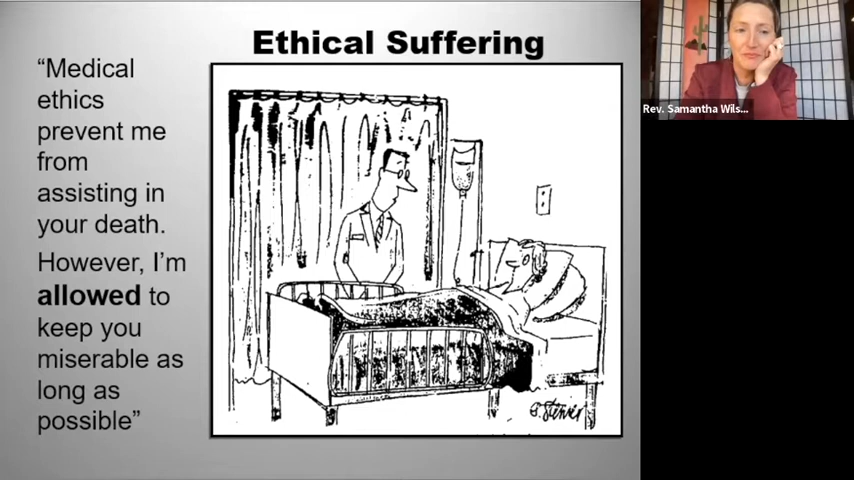 Ethical Suffering
“Medical
ethics
prevent me
from
assisting in
your death.
However, I’m
allowed to
keep you
miserable as
long as
possible”
Rev. Samantha Wils...